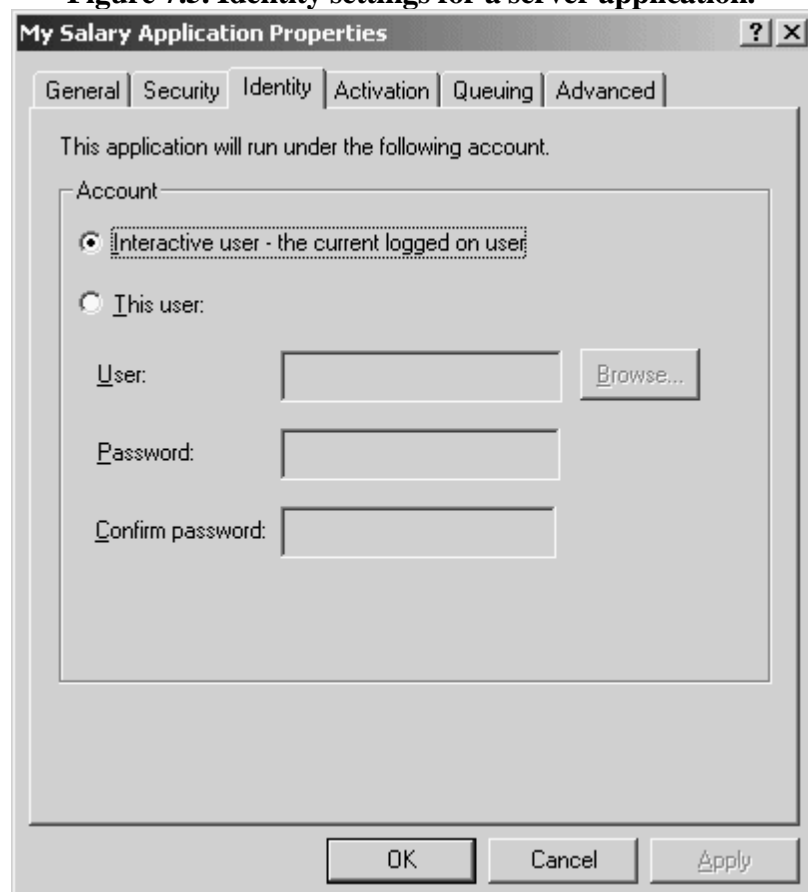 Figure 7.5. Identity settings for a server application.
My Salary Application Properties
General Security Identity Activation Queuing Advanced
This application will run under the following account.
Account
Interactive user - the current logged on user
This user:
User:
Browse...
Password:
Confirm password:
OK Cancel Apply